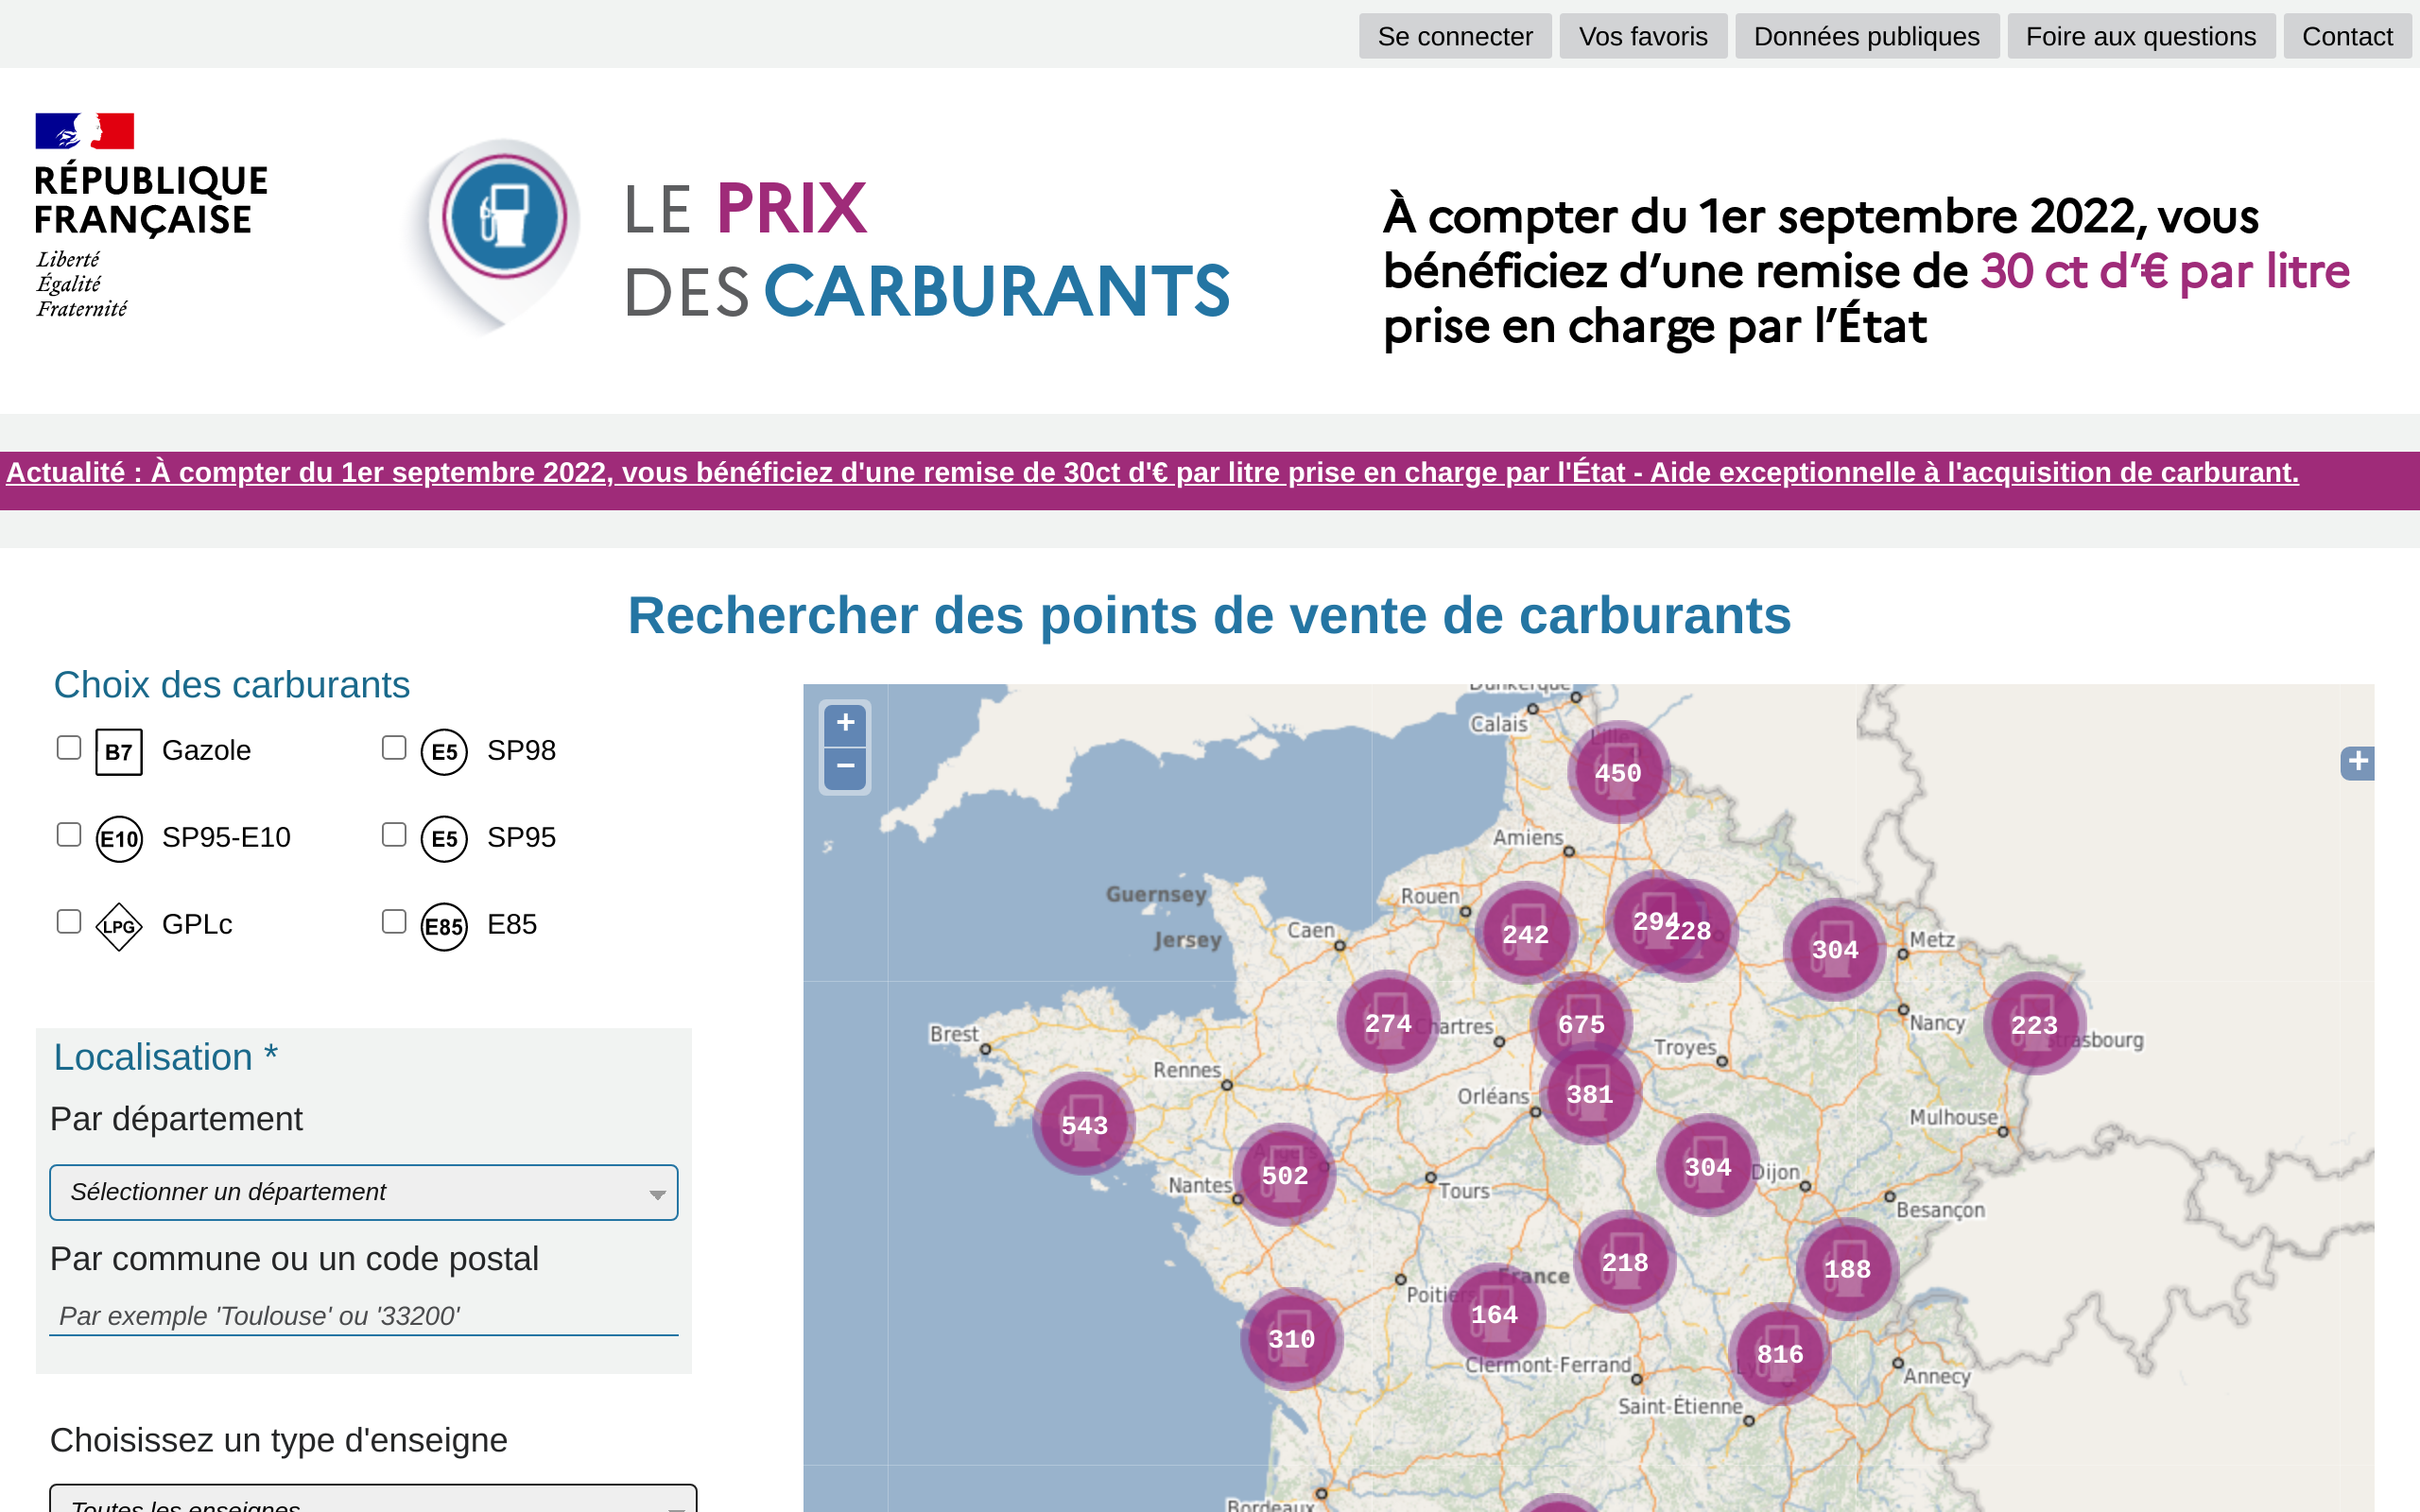 Se connecter
Vos favoris
Données publiques
Foire aux questions
Contact
RÉPUBLIQUE
FRANÇAISE
Liberté
Égalité
Fraternité
LE PRIX
DES CARBURANTS
À compter du 1er septembre 2022, vous
bénéficiez d’une remise de 30 ct d’€ par litre
prise en charge par l’État
Actualité : À compter du 1er septembre 2022, vous bénéficiez d'une remise de 30ct d'€ par litre prise en charge par l'État - Aide exceptionnelle à l'acquisition de carburant.
Rechercher des points de vente de carburants
Choix des carburants
B7 Gazole
E5 SP98
E10 SP95-E10
E5 SP95
LPG GPLc
E85 E85
Localisation *
Par département
Sélectionner un département
Par commune ou un code postal
Par exemple 'Toulouse' ou '33200'
Choisissez un type d'enseigne
Toutes les enseignes
+
−
+
Dunkerque
Calais
Lille
450
Amiens
Guernsey
Rouen
Jersey
Caen
242
294
228
304
Metz
274
Chartres
675
Nancy
223
Strasbourg
Brest
Troyes
Rennes
Orléans
381
Mulhouse
543
Angers
502
304
Dijon
Nantes
Tours
Besançon
218
188
France
Poitiers
164
310
816
Clermont-Ferrand
Annecy
Saint-Étienne
Bordeaux